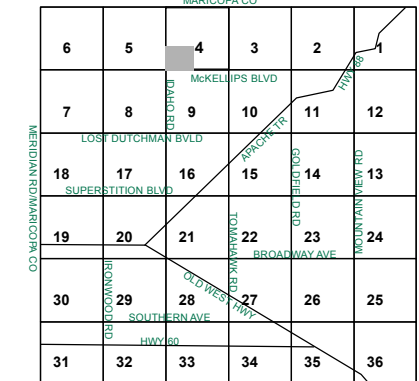 MARICOPA CO
6 5 4 3 2 1
HWY 88
McKELLIPS BLVD
IDAHO RD
7 8 9 10 11 12
APACHE TR
LOST DUTCHMAN BVLD
MERIDIAN RD/MARICOPA CO
GOLDFIELD RD
MOUNTAIN VIEW RD
18 17 16 15 14 13
SUPERSTITION BLVD
TOMAHAWK RD
19 20 21 22 23 24
BROADWAY AVE
IRONWOOD RD
OLD WEST HWY
30 29 28 27 26 25
SOUTHERN AVE
HWY 60
31 32 33 34 35 36